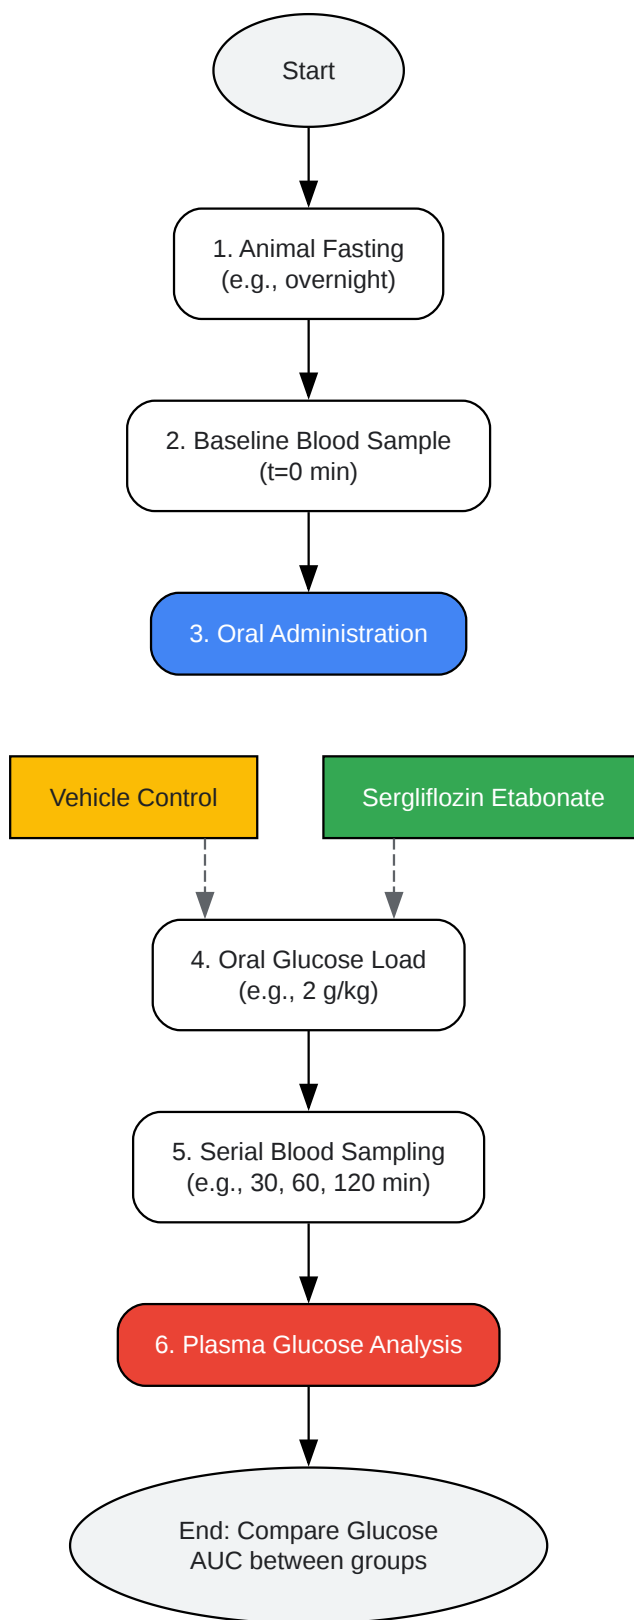 Start
1. Animal Fasting
(e.g., overnight)
2. Baseline Blood Sample
(t=0 min)
3. Oral Administration
Vehicle Control
Sergliflozin Etabonate
4. Oral Glucose Load
(e.g., 2 g/kg)
5. Serial Blood Sampling
(e.g., 30, 60, 120 min)
6. Plasma Glucose Analysis
End: Compare Glucose
AUC between groups